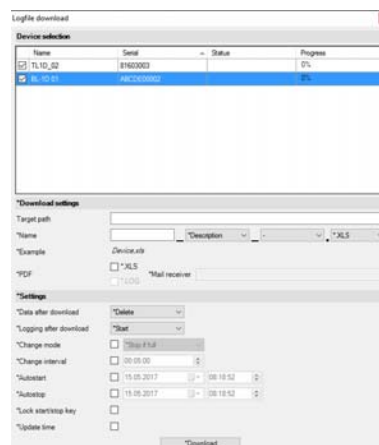 Logfile download
Device selection
Name Serial Status Progress
TL1D_02 81603003 0%
BL-1D 01 ABCDE00002 0%
*Download settings
Target path
*Name _ *Description _ - . *.XLS
*Example Device.xls
*PDF *.XLS *Mail receiver
*.LOG
*Settings
*Data after download *Delete
*Logging after download *Start
*Change mode *Stop if full
*Change interval 00:05:00
*Autostart 15.05.2017 08:18:52
*Autostop 15.05.2017 08:18:52
*Lock start/stop key
*Update time
*Download